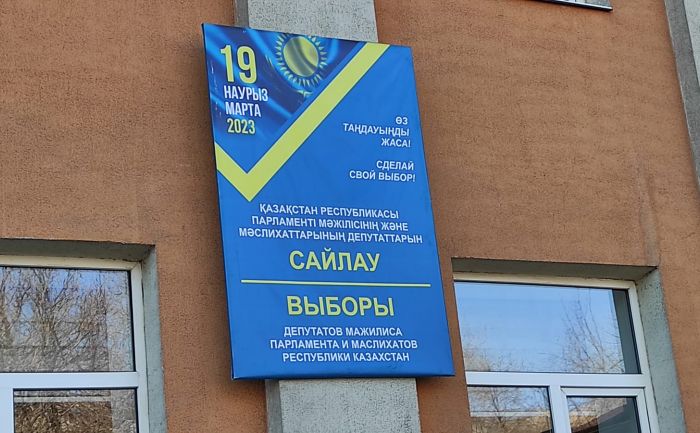 19
НАУРЫЗ
МАРТА
2023
ӨЗ
ТАҢДАУЫҢДЫ
ЖАСА!
СДЕЛАЙ
СВОЙ ВЫБОР!
ҚАЗАҚСТАН РЕСПУБЛИКАСЫ
ПАРЛАМЕНТІ МӘЖІЛІСІНІҢ ЖӘНЕ
МӘСЛИХАТТАРЫНЫҢ ДЕПУТАТТАРЫН
САЙЛАУ
ВЫБОРЫ
ДЕПУТАТОВ МАЖИЛИСА
ПАРЛАМЕНТА И МАСЛИХАТОВ
РЕСПУБЛИКИ КАЗАХСТАН